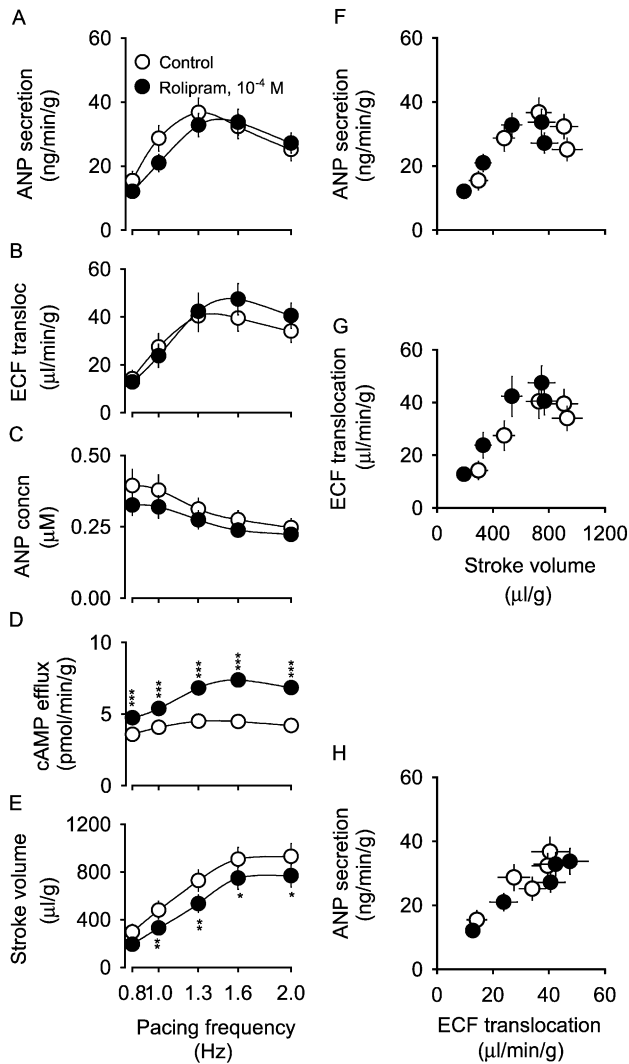 A
ANP secretion
(ng/min/g)
60
40
20
0
Control
Rolipram, 10-4 M
B
ECF transloc
(µl/min/g)
60
40
20
0
C
ANP concn
(µM)
0.50
0.25
0.00
D
cAMP efflux
(pmol/min/g)
10
5
0
***
***
***
***
***
E
Stroke volume
(µl/g)
1200
800
400
0
**
**
*
*
0.8 1.0 1.3 1.6 2.0
Pacing frequency
(Hz)
F
ANP secretion
(ng/min/g)
60
40
20
0
G
ECF translocation
(µl/min/g)
60
40
20
0
0 400 800 1200
Stroke volume
(µl/g)
H
ANP secretion
(ng/min/g)
60
40
20
0
0 20 40 60
ECF translocation
(µl/min/g)